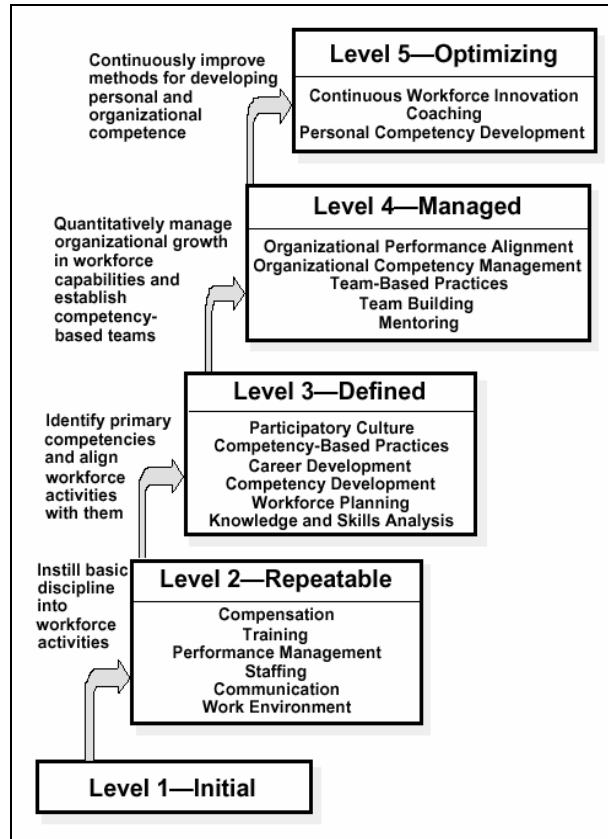 Continuously improve
methods for developing
personal and
organizational
competence
Level 5—Optimizing
Continuous Workforce Innovation
Coaching
Personal Competency Development
Quantitatively manage
organizational growth
in workforce
capabilities and
establish
competency-
based teams
Level 4—Managed
Organizational Performance Alignment
Organizational Competency Management
Team-Based Practices
Team Building
Mentoring
Identify primary
competencies
and align
workforce
activities
with them
Level 3—Defined
Participatory Culture
Competency-Based Practices
Career Development
Competency Development
Workforce Planning
Knowledge and Skills Analysis
Instill basic
discipline
into
workforce
activities
Level 2—Repeatable
Compensation
Training
Performance Management
Staffing
Communication
Work Environment
Level 1—Initial